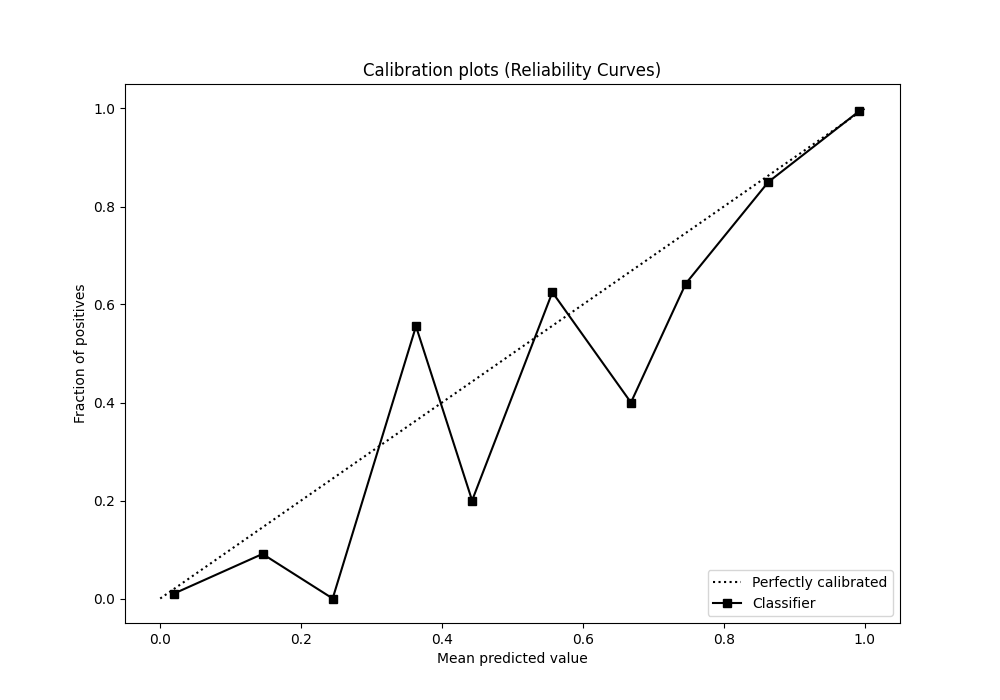 Calibration plots (Reliability Curves)
1.0
0.8
0.6
0.4
0.2
0.0
Fraction of positives
0.0 0.2 0.4 0.6 0.8 1.0
Mean predicted value
Perfectly calibrated
Classifier